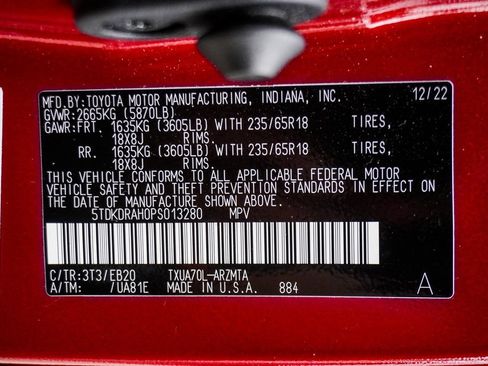 MFD.BY:TOYOTA MOTOR MANUFACTURING, INDIANA, INC. 12/22
GVWR:2665KG (5870LB)
GAWR:FRT. 1635KG (3605LB) WITH 235/65R18 TIRES,
18X8J RIMS.
RR. 1635KG (3605LB) WITH 235/65R18 TIRES,
18X8J RIMS.
THIS VEHICLE CONFORMS TO ALL APPLICABLE FEDERAL MOTOR
VEHICLE SAFETY AND THEFT PREVENTION STANDARDS IN EFFECT
ON THE DATE OF MANUFACTURE SHOWN ABOVE.
5TDKDRAH0PS013280 MPV
C/TR:3T3/EB20 TXUA70L-ARZMTA
A/TM: /UA81E MADE IN U.S.A. 884 A